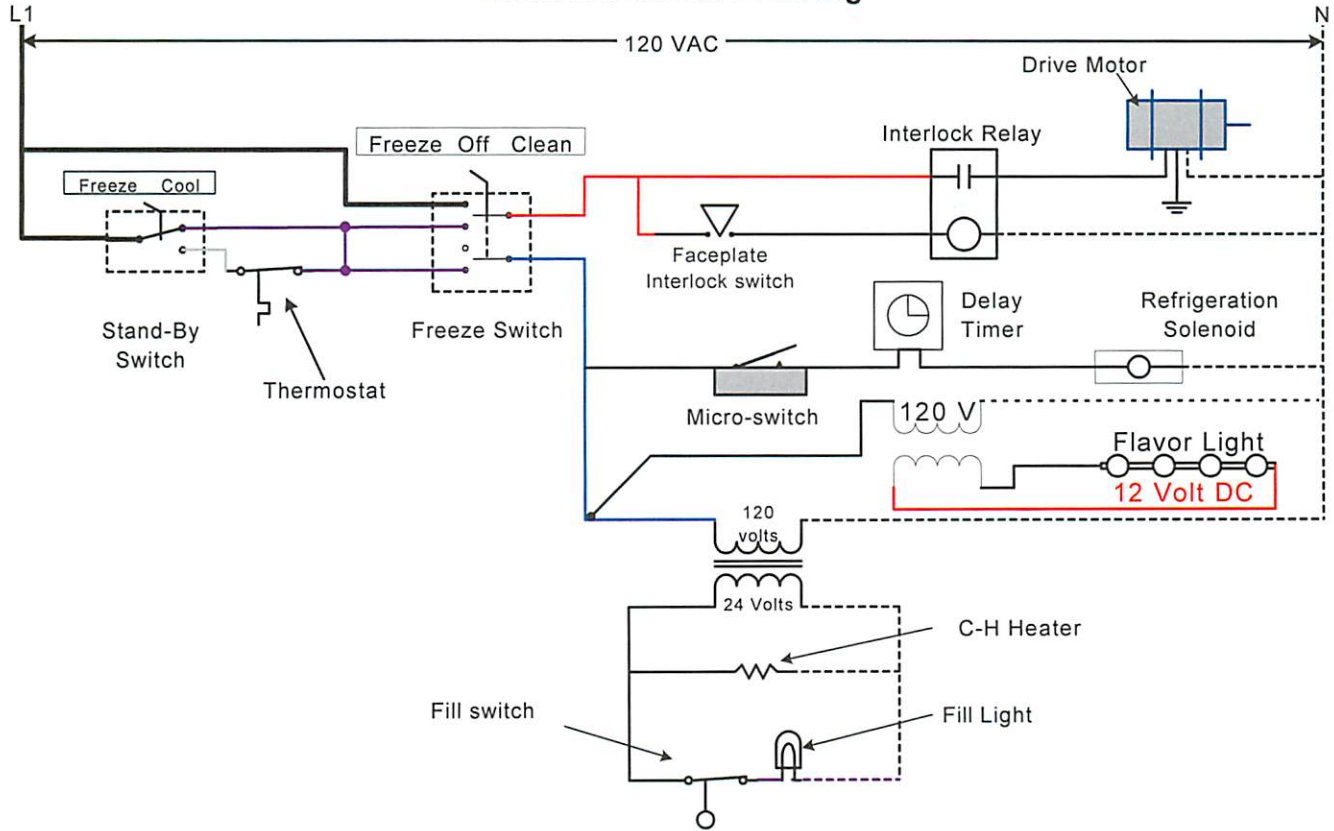 L1
N
120 VAC
Drive Motor
Freeze Off Clean
Interlock Relay
Freeze Cool
Faceplate
Interlock switch
Stand-By
Switch
Freeze Switch
Delay
Timer
Refrigeration
Solenoid
Thermostat
Micro-switch
120 V
Flavor Light
12 Volt DC
120
volts
24 Volts
C-H Heater
Fill switch
Fill Light